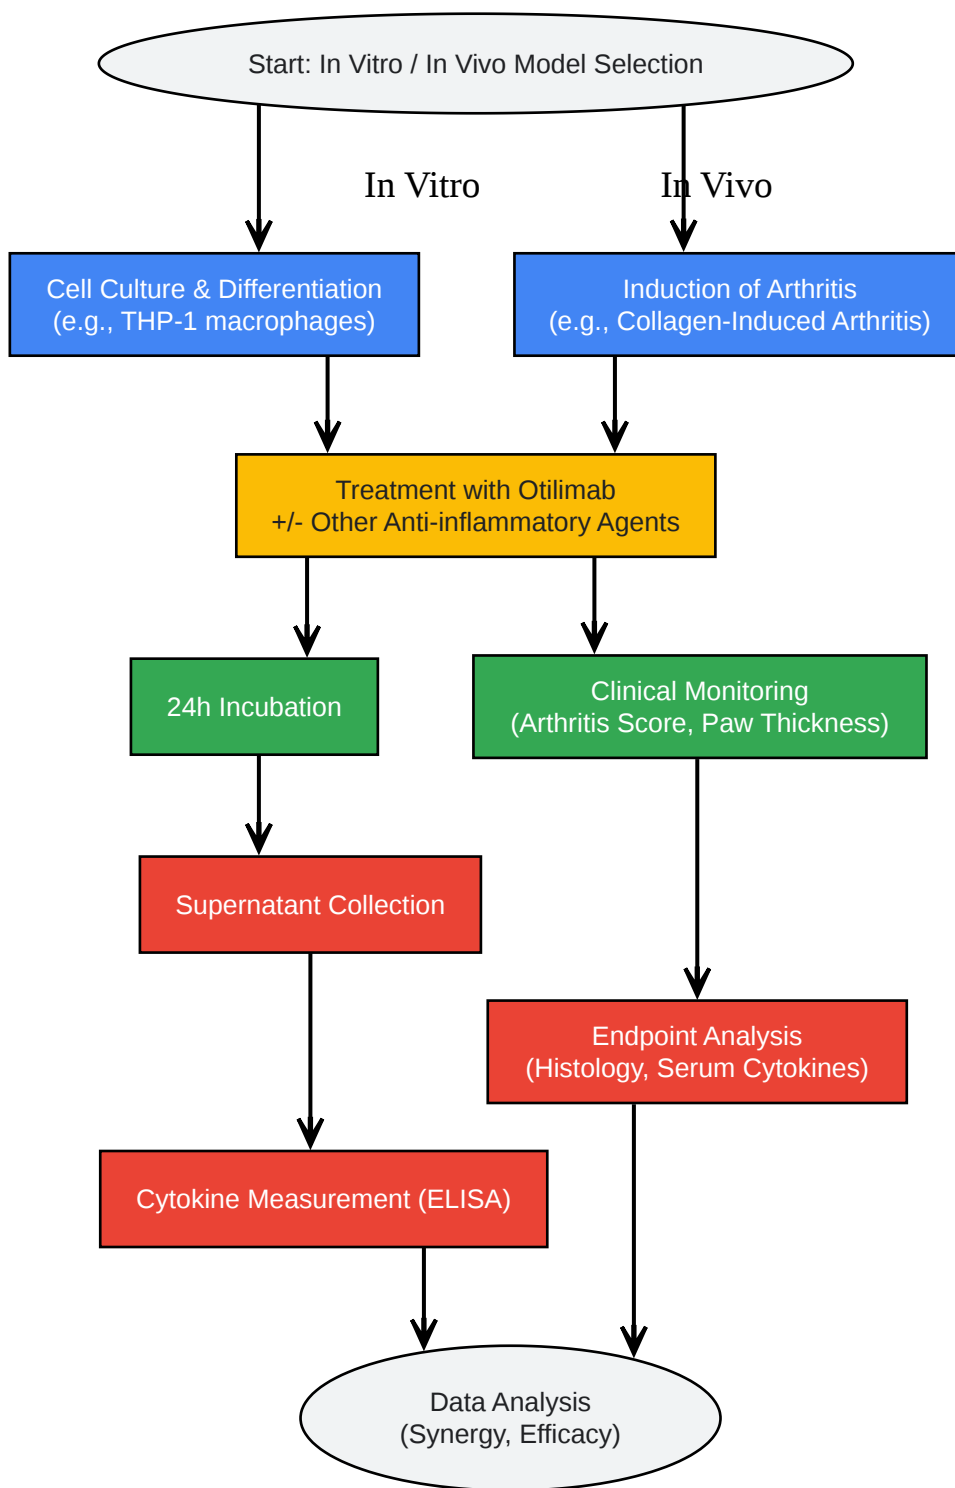 Start: In Vitro / In Vivo Model Selection
In Vitro
In Vivo
Cell Culture & Differentiation
(e.g., THP-1 macrophages)
Induction of Arthritis
(e.g., Collagen-Induced Arthritis)
Treatment with Otilimab
+/- Other Anti-inflammatory Agents
24h Incubation
Clinical Monitoring
(Arthritis Score, Paw Thickness)
Supernatant Collection
Endpoint Analysis
(Histology, Serum Cytokines)
Cytokine Measurement (ELISA)
Data Analysis
(Synergy, Efficacy)